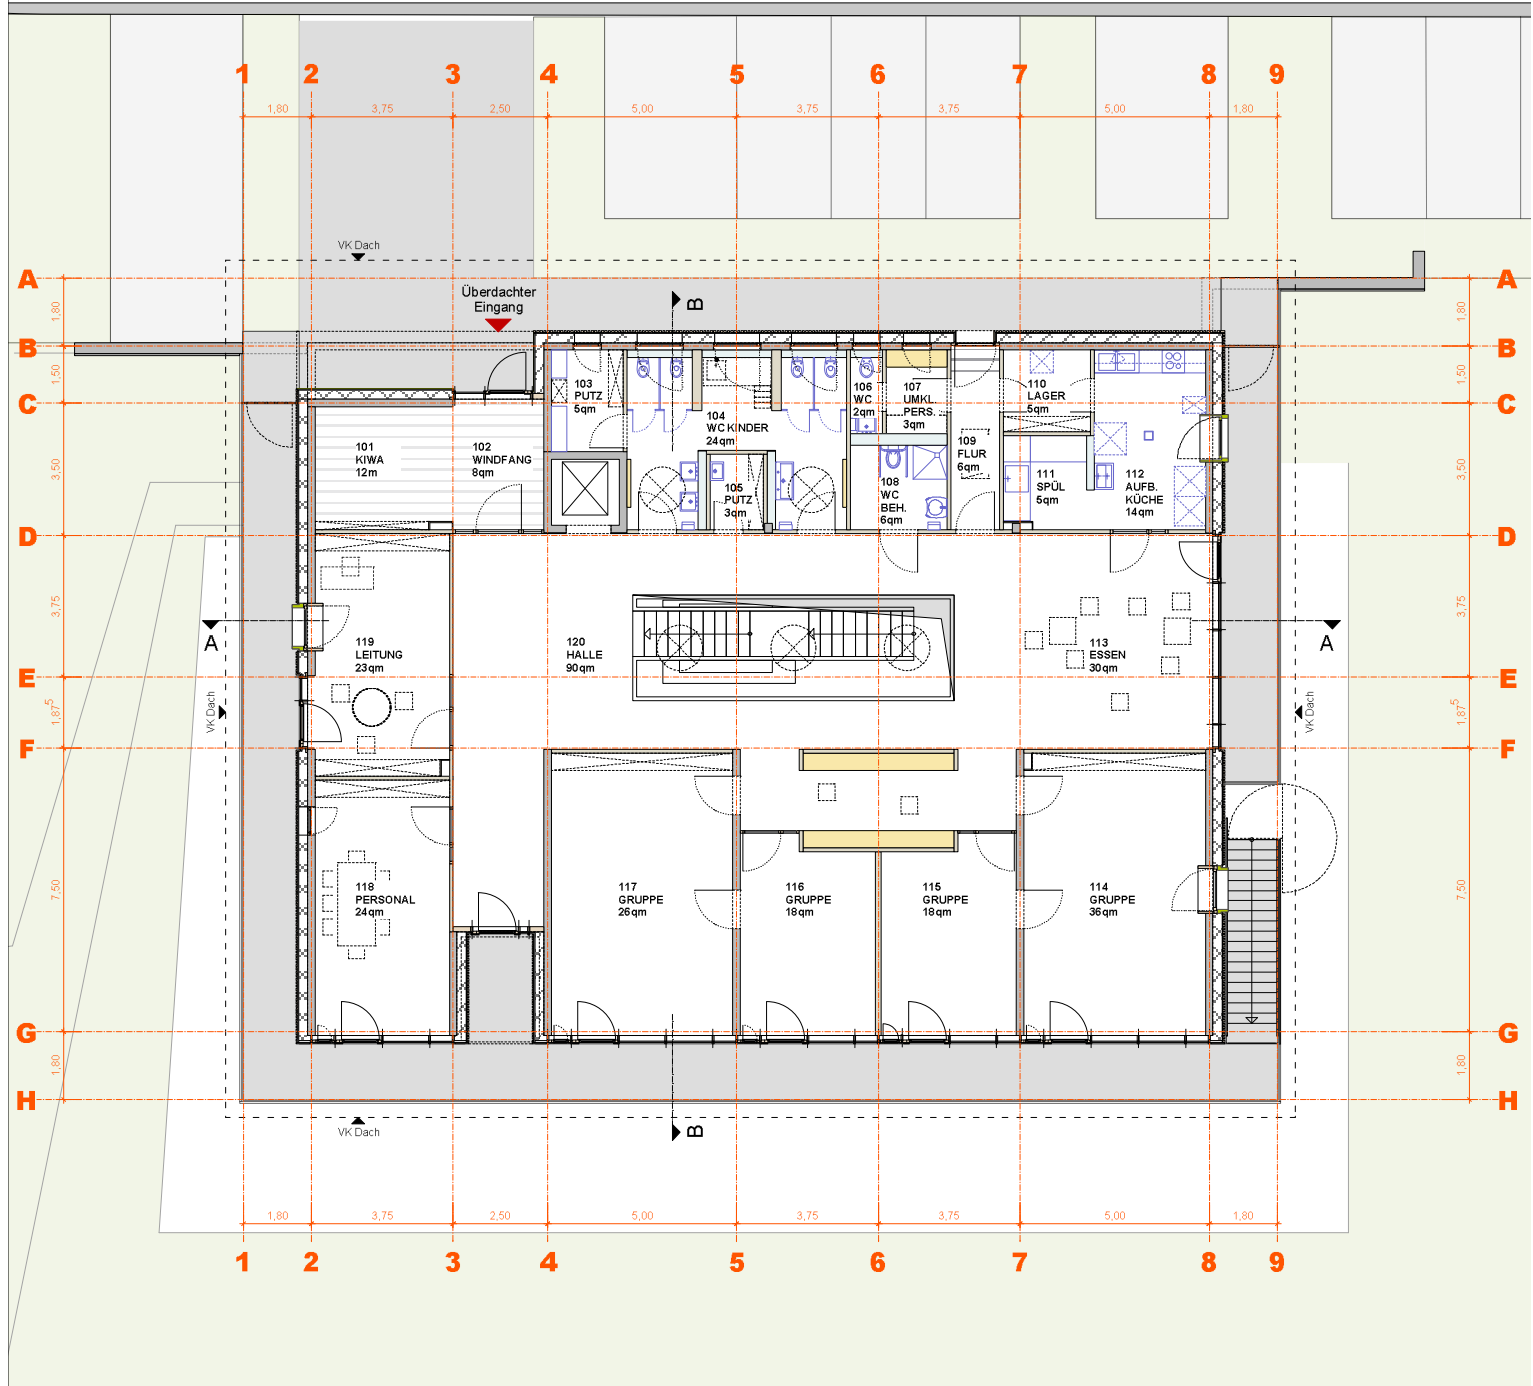 1 2 3 4 5 6 7 8 9
1,80 3,75 2,50 5,00 3,75 3,75 5,00 1,80
VK Dach
A A
Überdachter
Eingang
B
1,80 1,80
B B
1,50 1,50
C C
103
PUTZ
5qm
104
WC KINDER
24qm
106
WC
2qm
107
UMKL.
PERS.
3qm
110
LAGER
5qm
101
KIWA
12m
102
WINDFANG
8qm
109
FLUR
6qm
105
PUTZ
3qm
108
WC
BEH.
6qm
111
SPÜL
5qm
112
AUFB.
KÜCHE
14qm
3,50 3,50
D D
3,75 3,75
A A
119
LEITUNG
23qm
120
HALLE
90qm
113
ESSEN
30qm
E E
1,87⁵ 1,87⁵
VK Dach VK Dach
F F
7,50 7,50
118
PERSONAL
24qm
117
GRUPPE
26qm
116
GRUPPE
18qm
115
GRUPPE
18qm
114
GRUPPE
36qm
G G
1,80 1,80
H H
VK Dach
B
1,80 3,75 2,50 5,00 3,75 3,75 5,00 1,80
1 2 3 4 5 6 7 8 9